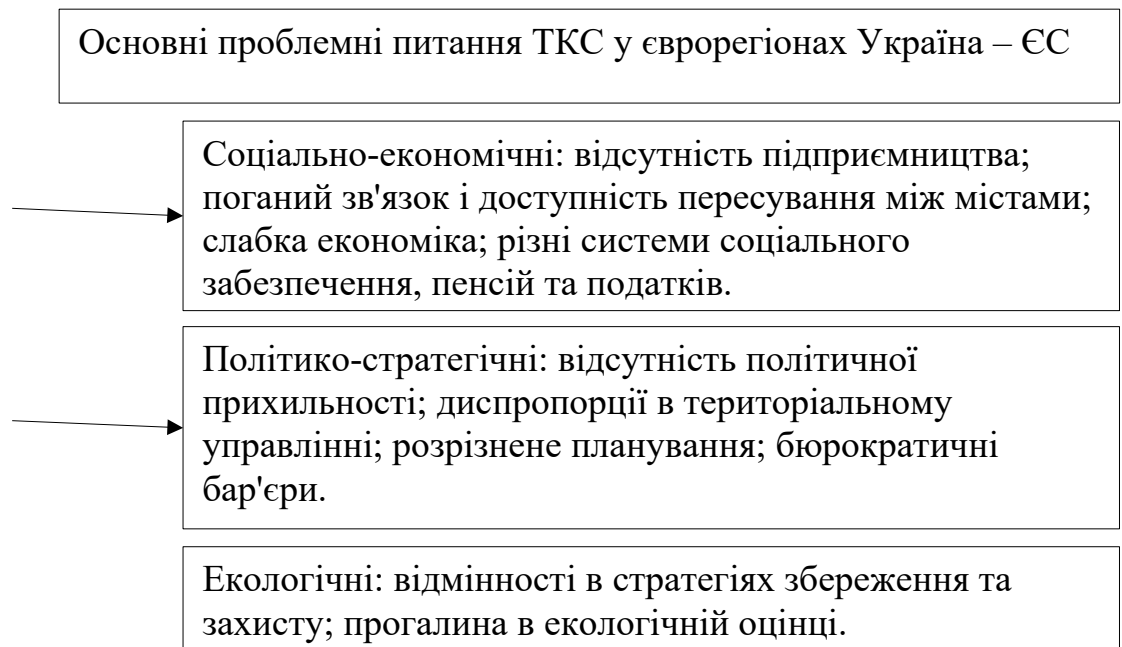 Основні проблемні питання ТКС у єврорегіонах Україна – ЄС
Соціально-економічні: відсутність підприємництва;
поганий зв'язок і доступність пересування між містами;
слабка економіка; різні системи соціального
забезпечення, пенсій та податків.
Політико-стратегічні: відсутність політичної
прихильності; диспропорції в територіальному
управлінні; розрізнене планування; бюрократичні
бар'єри.
Екологічні: відмінності в стратегіях збереження та
захисту; прогалина в екологічній оцінці.